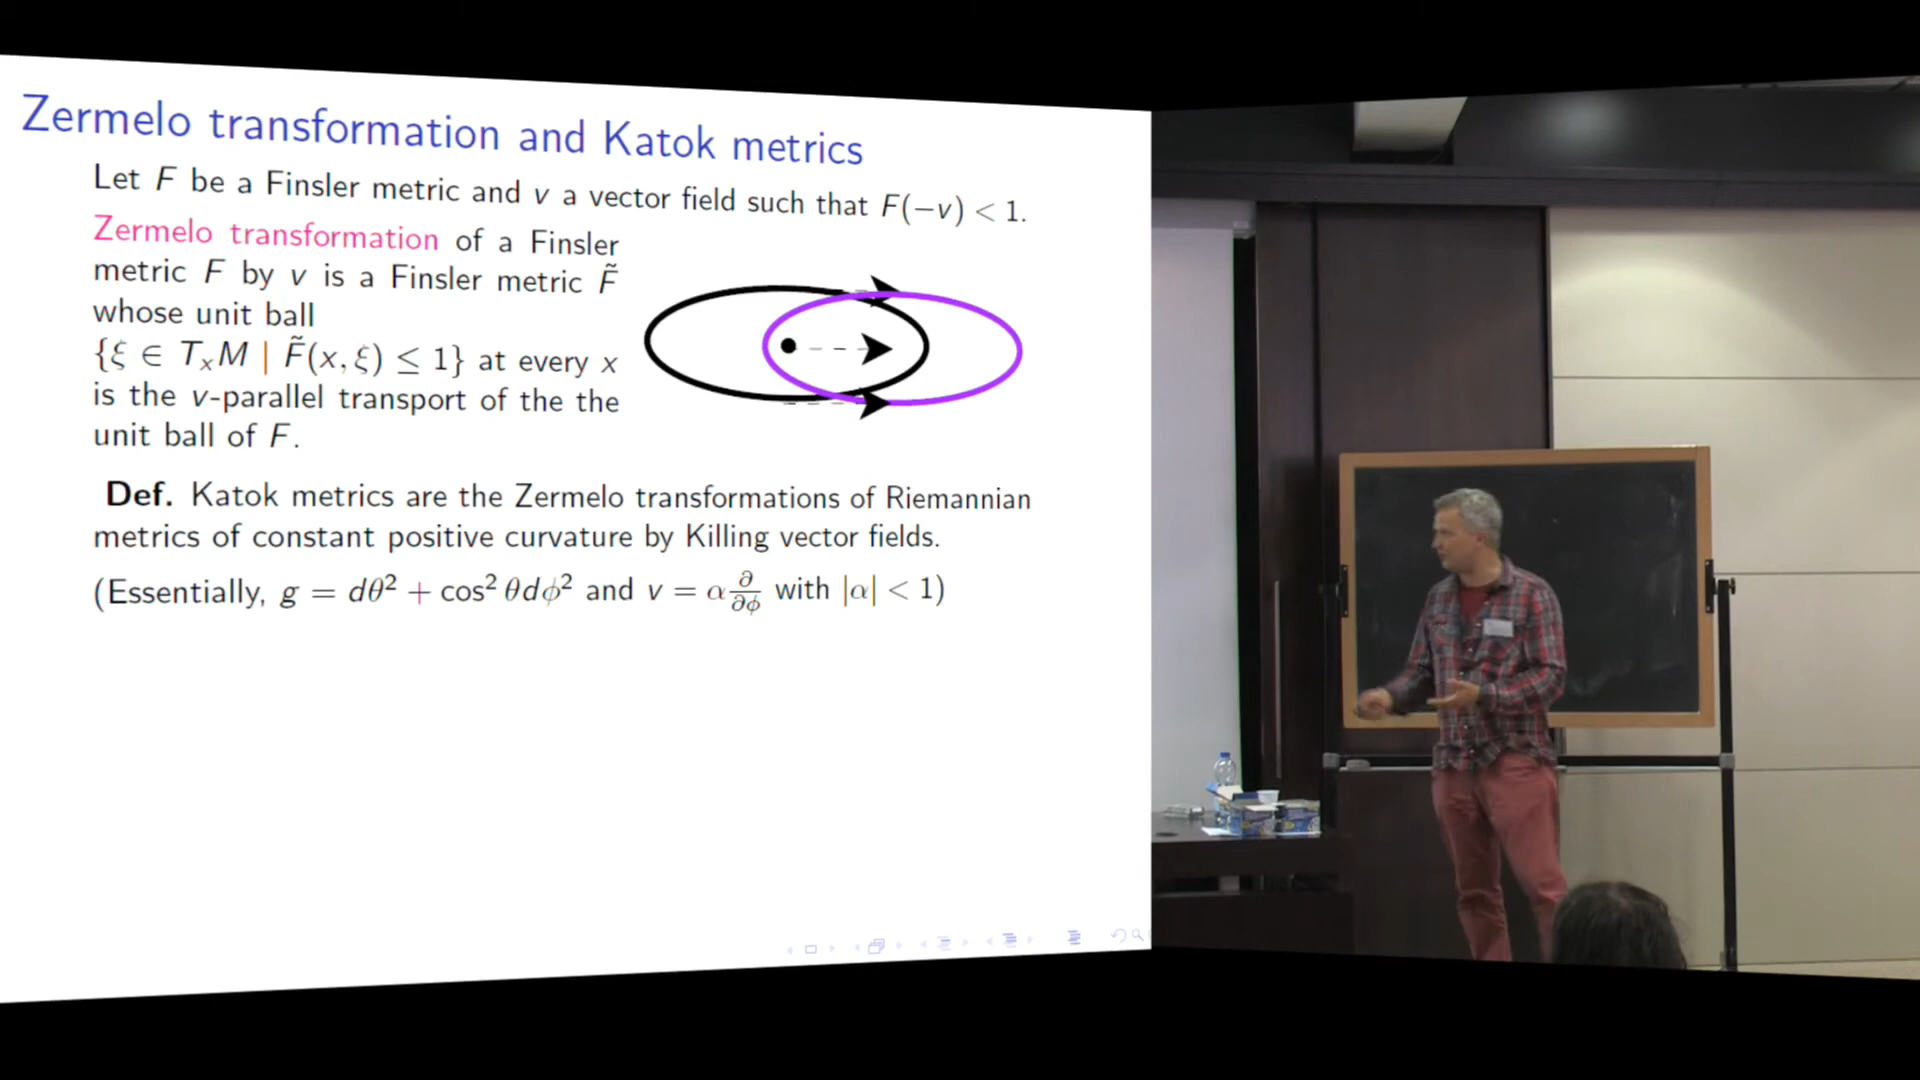 Zermelo transformation and Katok metrics
Let F be a Finsler metric and v a vector field such that F(−v) < 1.
Zermelo transformation of a Finsler
metric F by v is a Finsler metric F̃
whose unit ball
{ξ ∈ TₓM | F̃(x, ξ) ≤ 1} at every x
is the v-parallel transport of the the
unit ball of F.
Def. Katok metrics are the Zermelo transformations of Riemannian
metrics of constant positive curvature by Killing vector fields.
(Essentially, g = dθ² + cos² θdϕ² and v = α ∂/∂ϕ with |α| < 1)